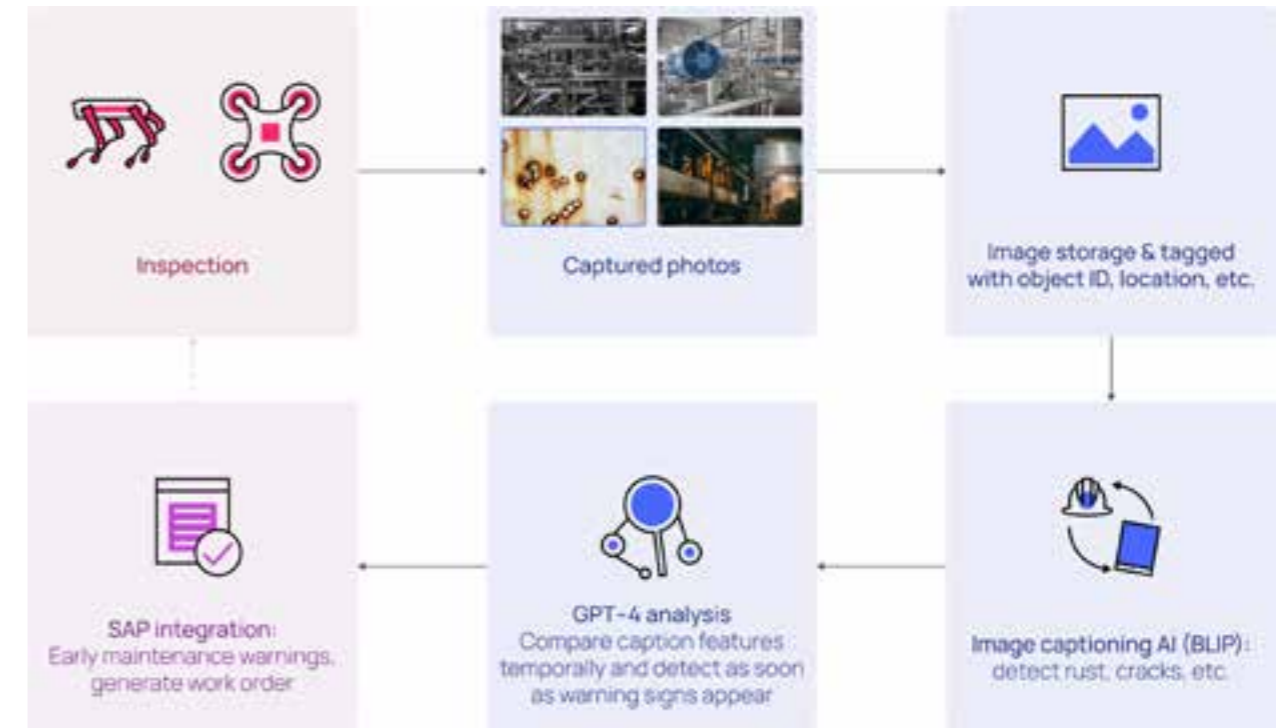 Inspection
Captured photos
Image storage & tagged
with object ID, location, etc.
SAP integration:
Early maintenance warnings,
generate work order
GPT-4 analysis
Compare caption features
temporally and detect as soon
as warning signs appear
Image captioning AI (BLIP):
detect rust, cracks, etc.